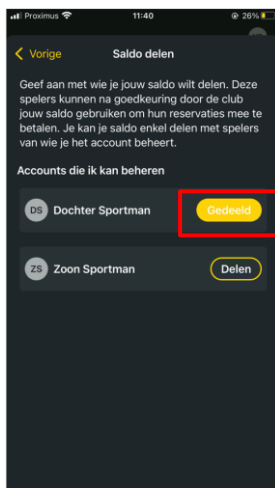 Proximus 11:40 26%
Vorige Saldo delen
Geef aan met wie je jouw saldo wilt delen. Deze
spelers kunnen na goedkeuring door de club
jouw saldo gebruiken om hun reservaties mee te
betalen. Je kan je saldo enkel delen met spelers
van wie je het account beheert.
Accounts die ik kan beheren
DS Dochter Sportman Gedeeld
ZS Zoon Sportman Delen